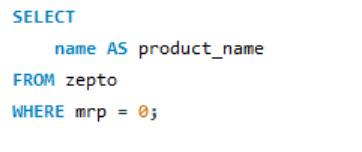 SELECT
    name AS product_name
FROM zepto
WHERE mrp = 0;